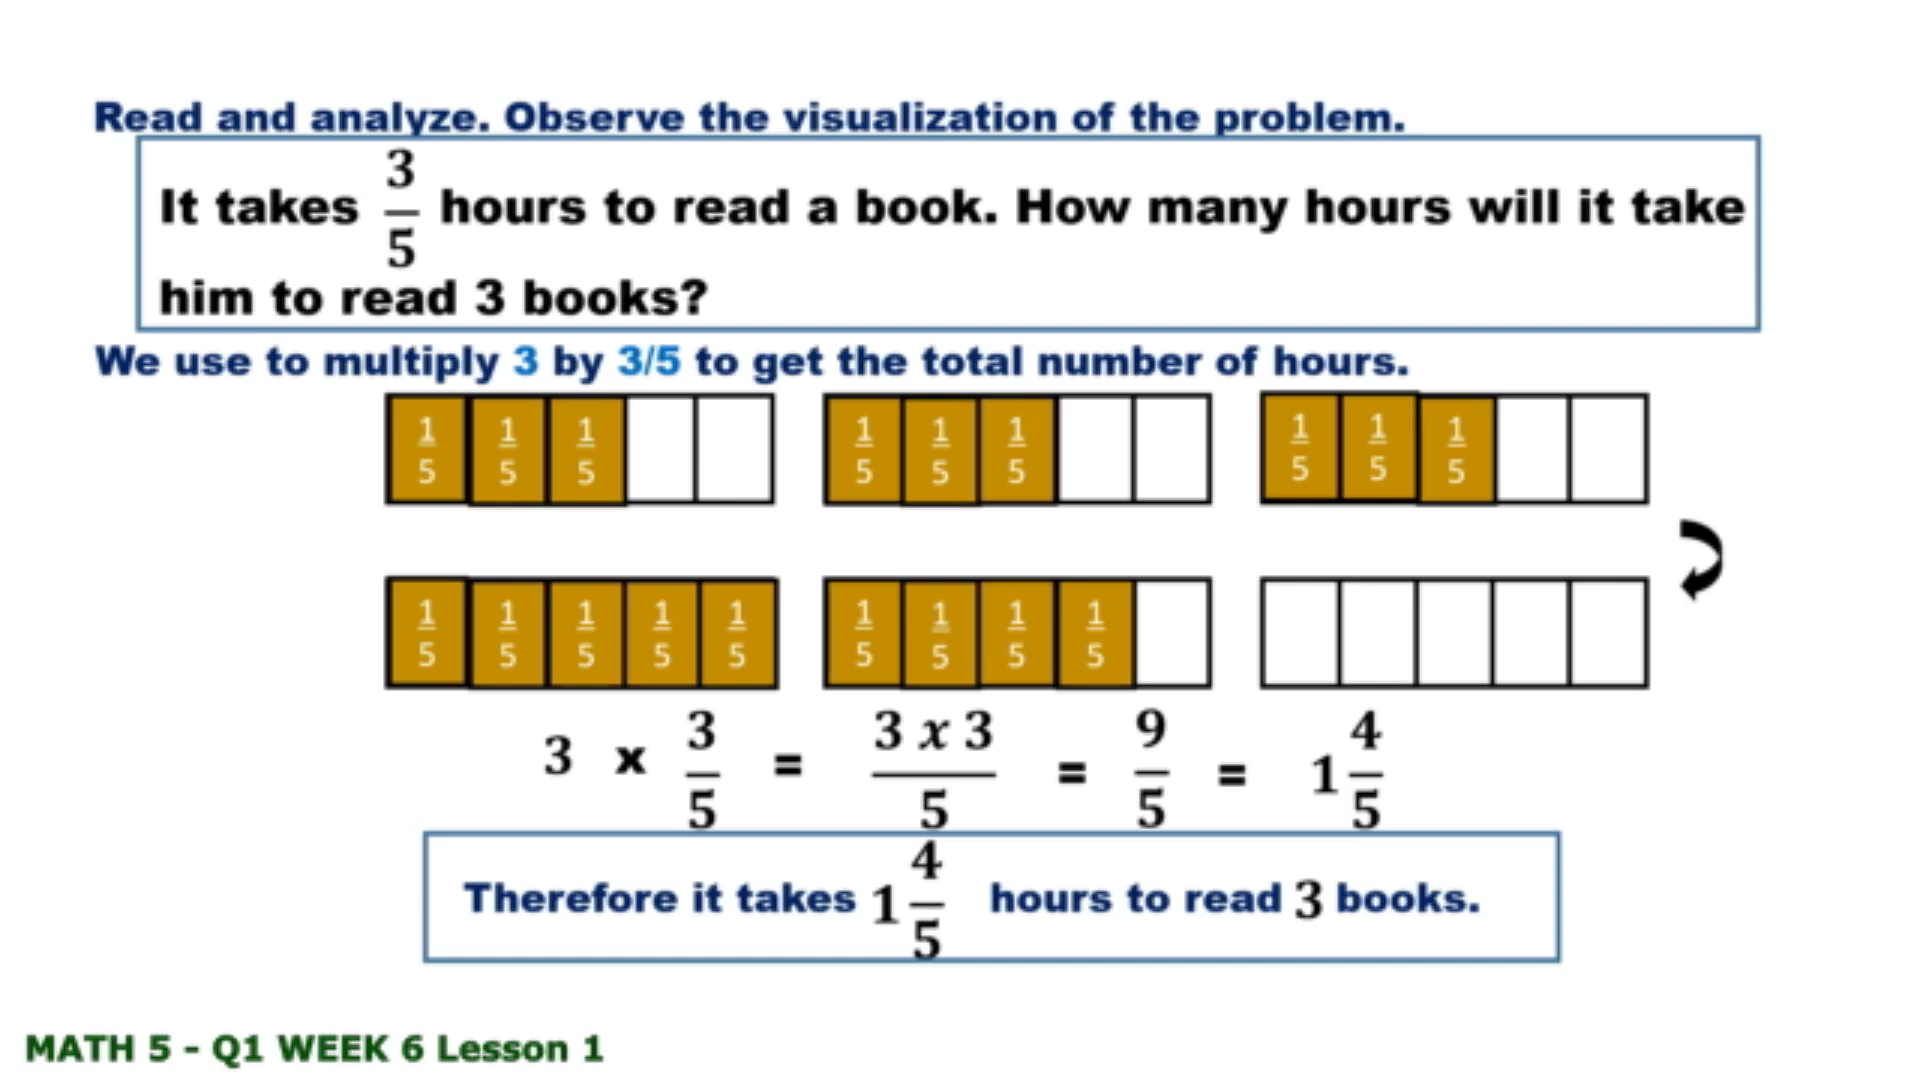 Read and analyze. Observe the visualization of the problem.
It takes 3/5 hours to read a book. How many hours will it take
him to read 3 books?
We use to multiply 3 by 3/5 to get the total number of hours.
1/5 1/5 1/5 1/5 1/5 1/5 1/5 1/5 1/5
1/5 1/5 1/5 1/5 1/5 1/5 1/5 1/5 1/5
3 x 3/5 = 3 x 3/5 = 9/5 = 1 4/5
Therefore it takes 1 4/5 hours to read 3 books.
MATH 5 - Q1 WEEK 6 Lesson 1